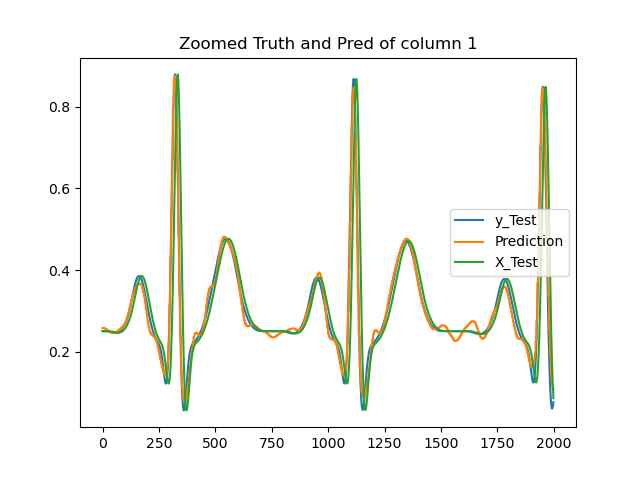 Zoomed Truth and Pred of column 1
0.8
0.6
0.4
0.2
y_Test
Prediction
X_Test
0 250 500 750 1000 1250 1500 1750 2000